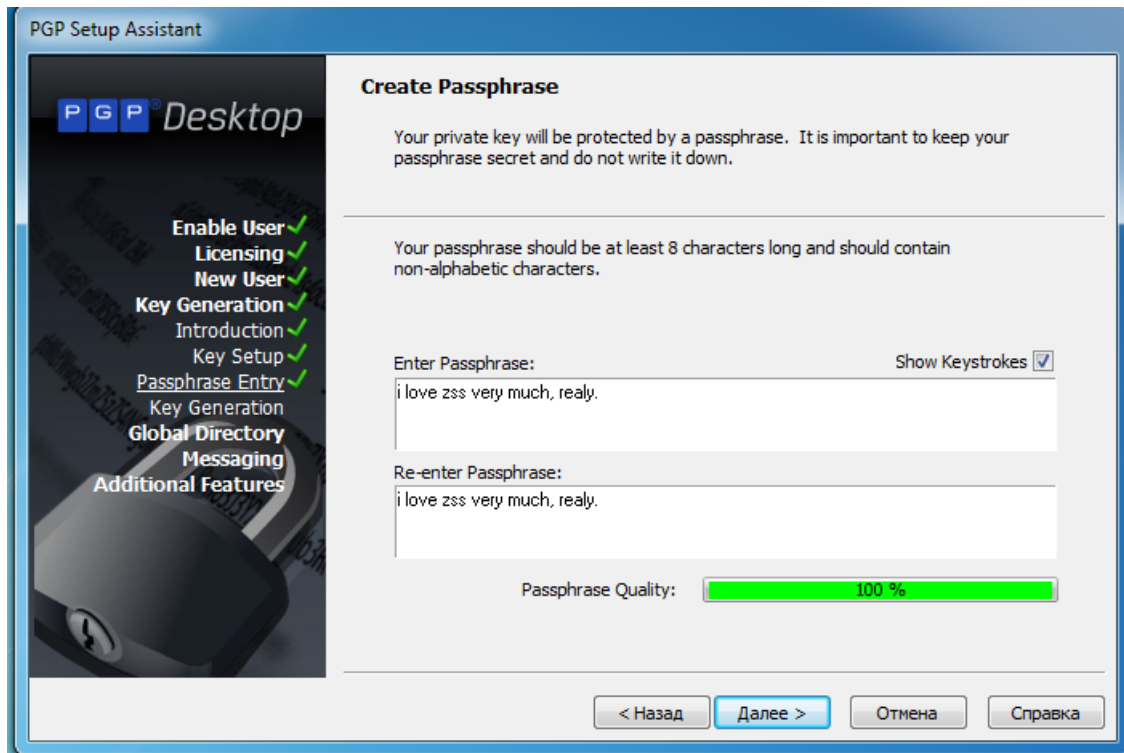 PGP Setup Assistant
PGP® Desktop
Enable User
Licensing
New User
Key Generation
Introduction
Key Setup
Passphrase Entry
Key Generation
Global Directory
Messaging
Additional Features
Create Passphrase
Your private key will be protected by a passphrase. It is important to keep your
passphrase secret and do not write it down.
Your passphrase should be at least 8 characters long and should contain
non-alphabetic characters.
Enter Passphrase:
Show Keystrokes
i love zss very much, realy.
Re-enter Passphrase:
i love zss very much, realy.
Passphrase Quality:
100 %
< Назад
Далее >
Отмена
Справка